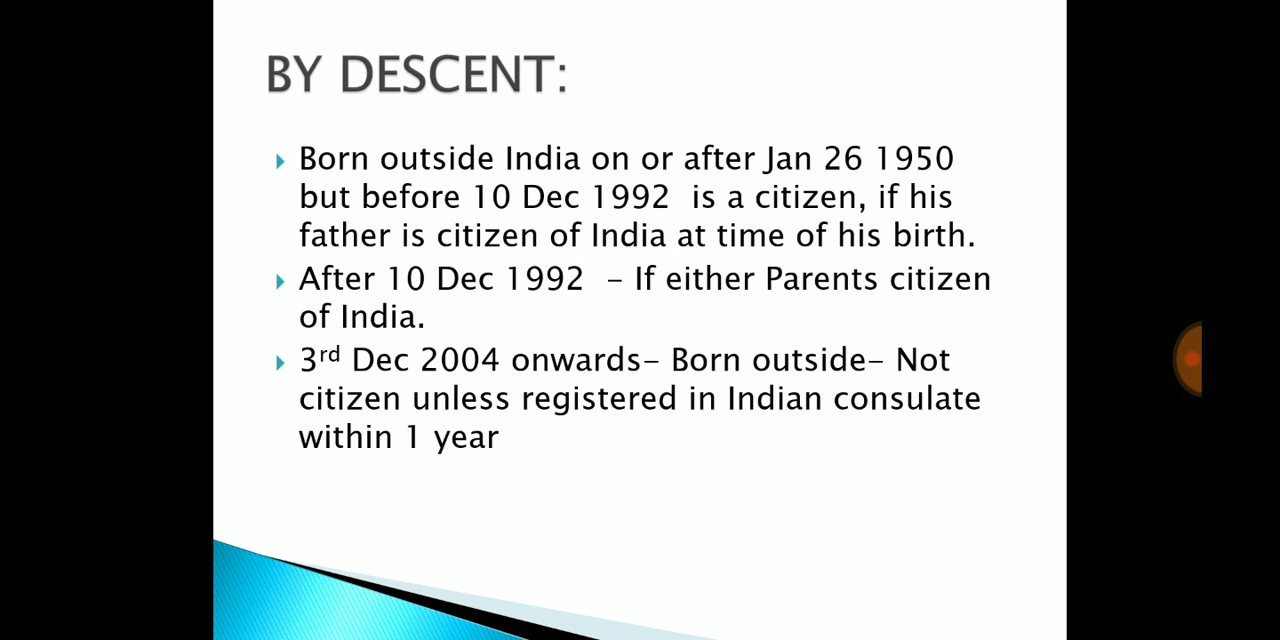 BY DESCENT:
Born outside India on or after Jan 26 1950
but before 10 Dec 1992 is a citizen, if his
father is citizen of India at time of his birth.
After 10 Dec 1992 – If either Parents citizen
of India.
3rd Dec 2004 onwards– Born outside– Not
citizen unless registered in Indian consulate
within 1 year